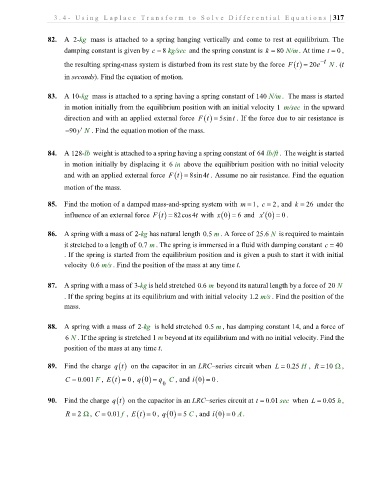 3.4- Using Laplace Transform to Solve Differential Equations | 317
82. A 2-kg mass is attached to a spring hanging vertically and come to rest at equilibrium. The
damping constant is given by c = 8 kg/sec and the spring constant is k = 80 N/m. At time t = 0,
the resulting spring-mass system is disturbed from its rest state by the force F(t) = 20e^{-t} N. (t
in seconds). Find the equation of motion.
83. A 10-kg mass is attached to a spring having a spring constant of 140 N/m. The mass is started
in motion initially from the equilibrium position with an initial velocity 1 m/sec in the upward
direction and with an applied external force F(t) = 5sin t. If the force due to air resistance is
−90y′ N. Find the equation motion of the mass.
84. A 128-lb weight is attached to a spring having a spring constant of 64 lb/ft. The weight is started
in motion initially by displacing it 6 in above the equilibrium position with no initial velocity
and with an applied external force F(t) = 8sin4t. Assume no air resistance. Find the equation
motion of the mass.
85. Find the motion of a damped mass-and-spring system with m = 1, c = 2, and k = 26 under the
influence of an external force F(t) = 82cos4t with x(0) = 6 and x′(0) = 0.
86. A spring with a mass of 2-kg has natural length 0.5 m. A force of 25.6 N is required to maintain
it stretched to a length of 0.7 m. The spring is immersed in a fluid with damping constant c = 40
. If the spring is started from the equilibrium position and is given a push to start it with initial
velocity 0.6 m/s. Find the position of the mass at any time t.
87. A spring with a mass of 3-kg is held stretched 0.6 m beyond its natural length by a force of 20 N
. If the spring begins at its equilibrium and with initial velocity 1.2 m/s. Find the position of the
mass.
88. A spring with a mass of 2-kg is held stretched 0.5 m, has damping constant 14, and a force of
6 N. If the spring is stretched 1 m beyond at its equilibrium and with no initial velocity. Find the
position of the mass at any time t.
89. Find the charge q(t) on the capacitor in an LRC−series circuit when L = 0.25 H, R = 10 Ω,
C = 0.001 F, E(t) = 0, q(0) = q₀ C, and i(0) = 0.
90. Find the charge q(t) on the capacitor in an LRC−series circuit at t = 0.01 sec when L = 0.05 h,
R = 2 Ω, C = 0.01 f, E(t) = 0, q(0) = 5 C, and i(0) = 0 A.